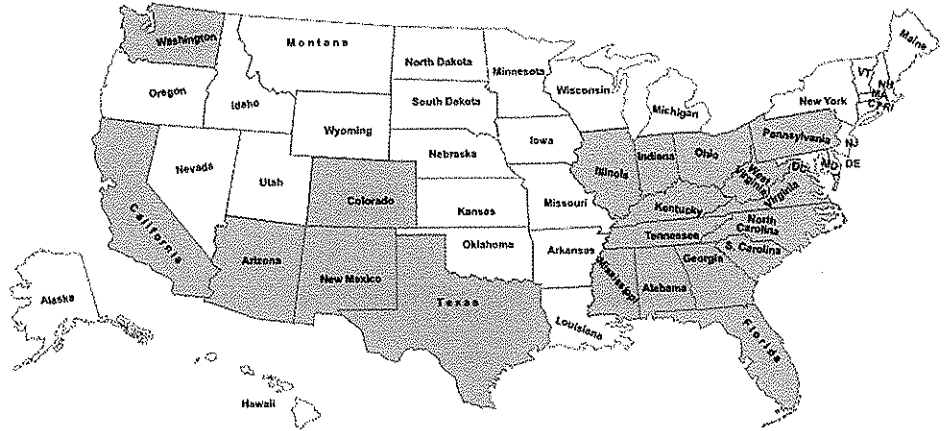 Washington
Montana
North Dakota
Minnesota
Maine
Oregon
Idaho
South Dakota
Wisconsin
Michigan
VT
NH
MA
CT RI
New York
Wyoming
Iowa
Nebraska
Nevada
Utah
Colorado
Kansas
Missouri
Illinois
Indiana
Ohio
Pennsylvania
NJ
MD
DE
DC
West
Virginia
Virginia
Kentucky
California
Arizona
New Mexico
Oklahoma
Arkansas
Tennessee
North
Carolina
S. Carolina
Georgia
Alabama
Mississippi
Texas
Louisiana
Florida
Alaska
Hawaii